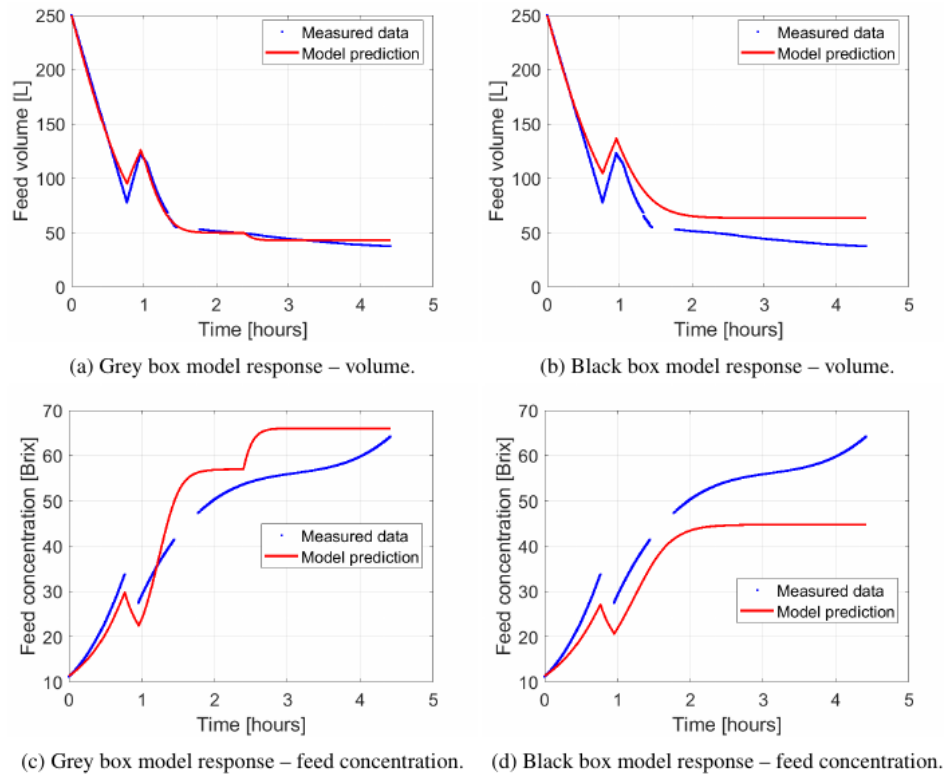 250
200
150
100
50
0
Feed volume [L]
Measured data
Model prediction
0 1 2 3 4 5
Time [hours]
(a) Grey box model response – volume.
250
200
150
100
50
0
Feed volume [L]
Measured data
Model prediction
0 1 2 3 4 5
Time [hours]
(b) Black box model response – volume.
70
60
50
40
30
20
10
Feed concentration [Brix]
Measured data
Model prediction
0 1 2 3 4 5
Time [hours]
(c) Grey box model response – feed concentration.
70
60
50
40
30
20
10
Feed concentration [Brix]
Measured data
Model prediction
0 1 2 3 4 5
Time [hours]
(d) Black box model response – feed concentration.